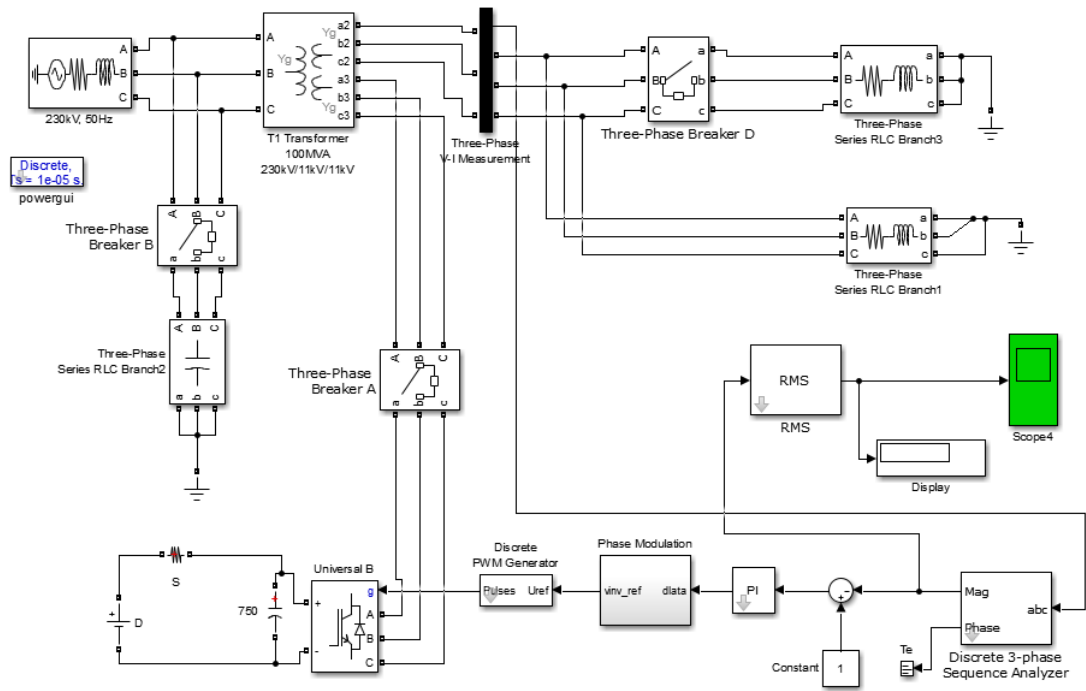 A
B
C
230kV, 50Hz
A
B
C
Yg
Yg
Yg
a2
b2
c2
a3
b3
c3
T1 Transformer
100MVA
230kV/11kV/11kV
Three-Phase
V-I Measurement
A
B
C
a
b
c
Three-Phase Breaker D
A
B
C
a
b
c
Three-Phase
Series RLC Branch3
Discrete,
Ts = 1e-05 s.
powergui
A
B
C
a
b
c
Three-Phase
Breaker B
A
B
C
a
b
c
Three-Phase
Series RLC Branch1
A
B
C
a
b
c
Three-Phase
Series RLC Branch2
A
B
C
a
b
c
Three-Phase
Breaker A
RMS
RMS
Scope4
Display
S
750
D
Universal B
g
A
B
C
+
-
Discrete
PWM Generator
Pulses Uref
Phase Modulation
vinv_ref dlata
PI
-
+
Constant
1
Mag
Phase
abc
Te
Discrete 3-phase
Sequence Analyzer